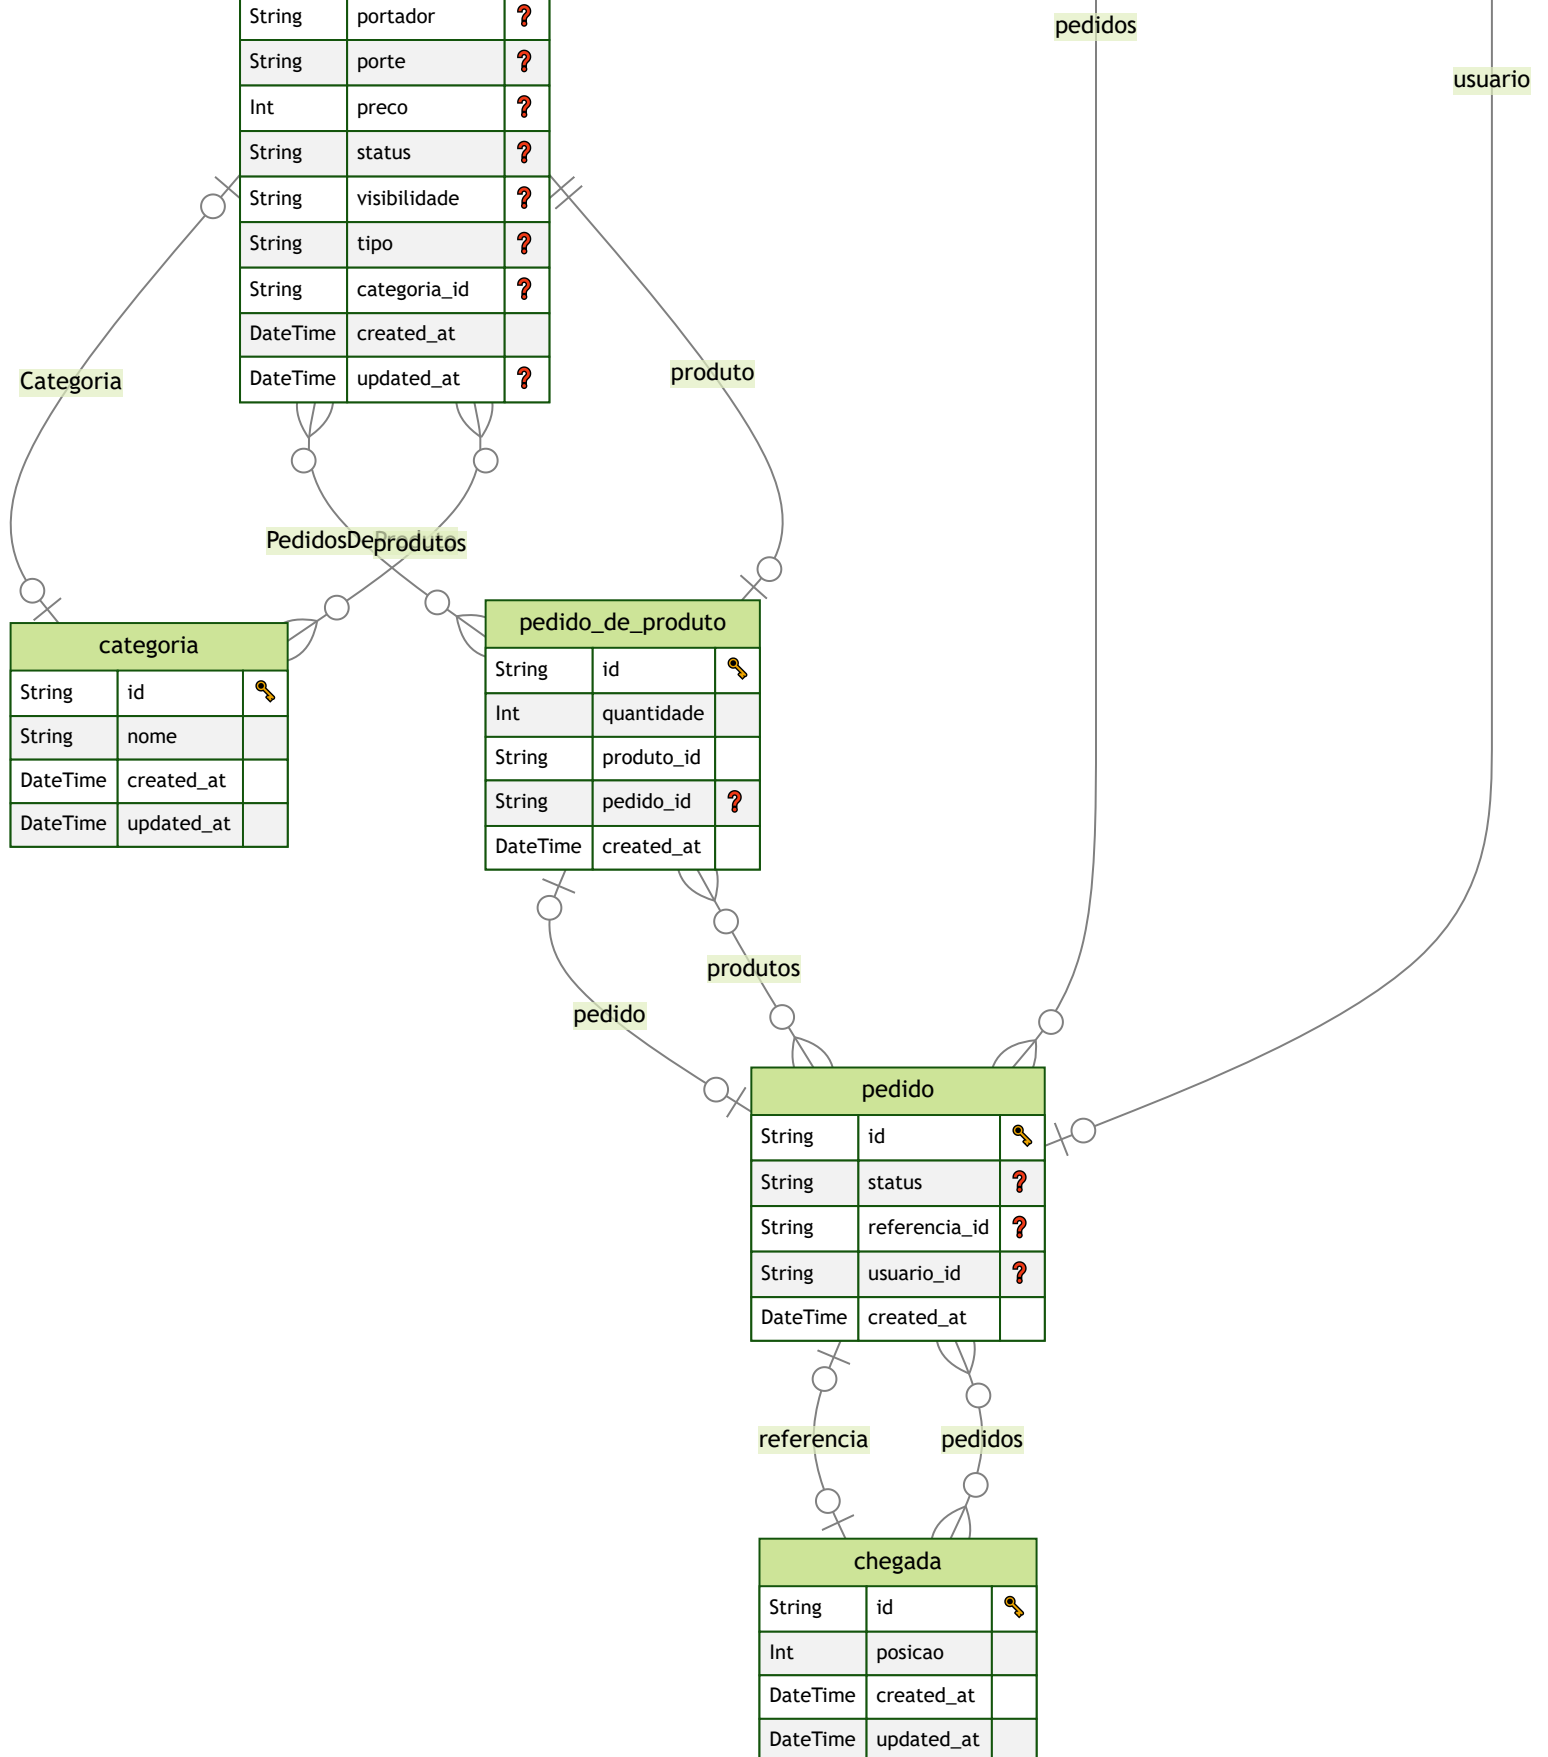 pedidos
usuario
String portador ❓
String porte ❓
Int preco ❓
String status ❓
String visibilidade ❓
String tipo ❓
String categoria_id ❓
DateTime created_at
DateTime updated_at ❓
Categoria
produto
PedidosDeProduto
produtos
categoria
String id 🗝️
String nome
DateTime created_at
DateTime updated_at
pedido_de_produto
String id 🗝️
Int quantidade
String produto_id
String pedido_id ❓
DateTime created_at
produtos
pedido
pedido
String id 🗝️
String status ❓
String referencia_id ❓
String usuario_id ❓
DateTime created_at
referencia
pedidos
chegada
String id 🗝️
Int posicao
DateTime created_at
DateTime updated_at